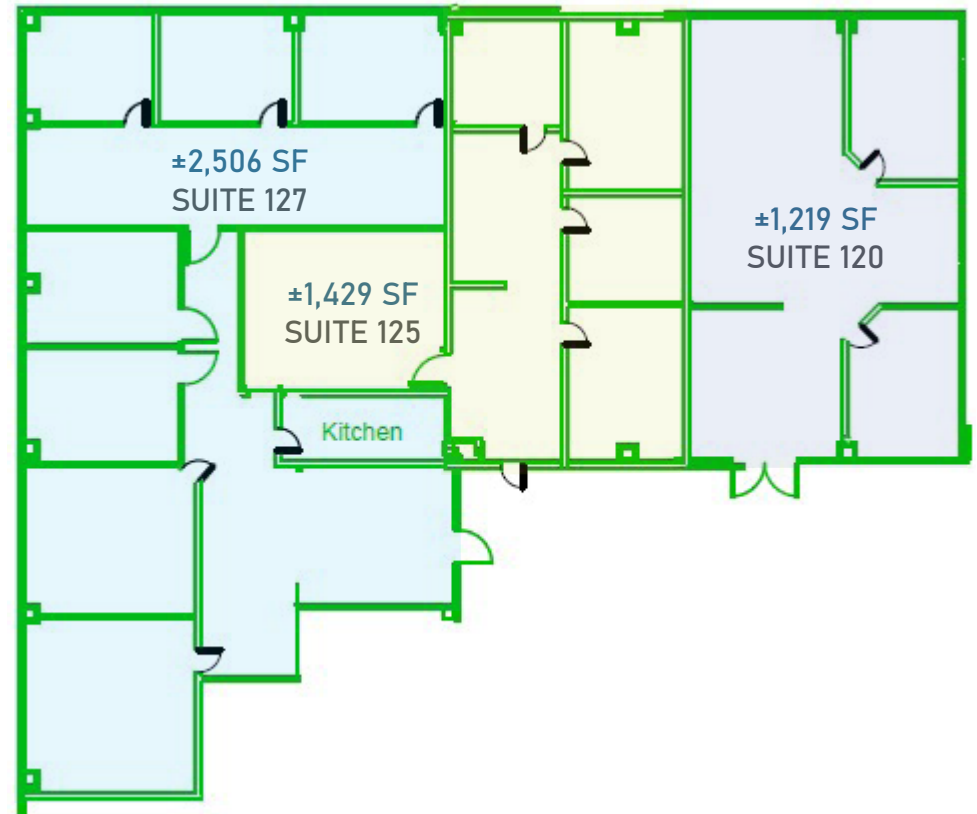 ±2,506 SF
SUITE 127
±1,429 SF
SUITE 125
±1,219 SF
SUITE 120
Kitchen